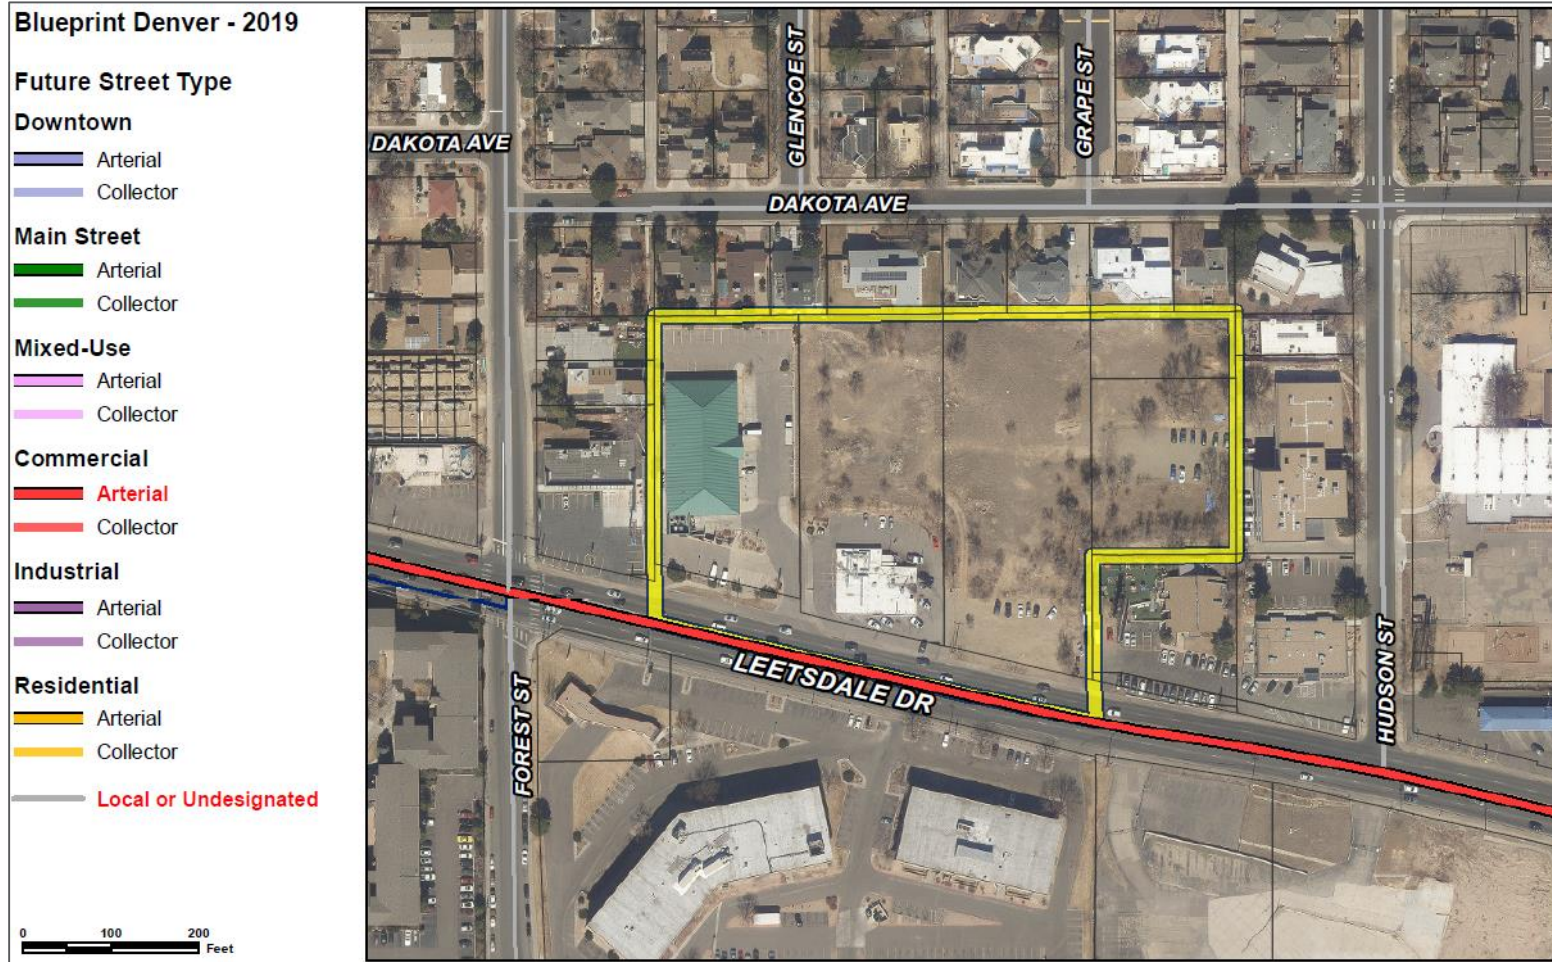 Blueprint Denver - 2019
Future Street Type
Downtown
Arterial
Collector
Main Street
Arterial
Collector
Mixed-Use
Arterial
Collector
Commercial
Arterial
Collector
Industrial
Arterial
Collector
Residential
Arterial
Collector
Local or Undesignated
0 100 200
Feet
GLENCOE ST
GRAPE ST
DAKOTA AVE
DAKOTA AVE
LEETSDALE DR
FOREST ST
HUDSON ST